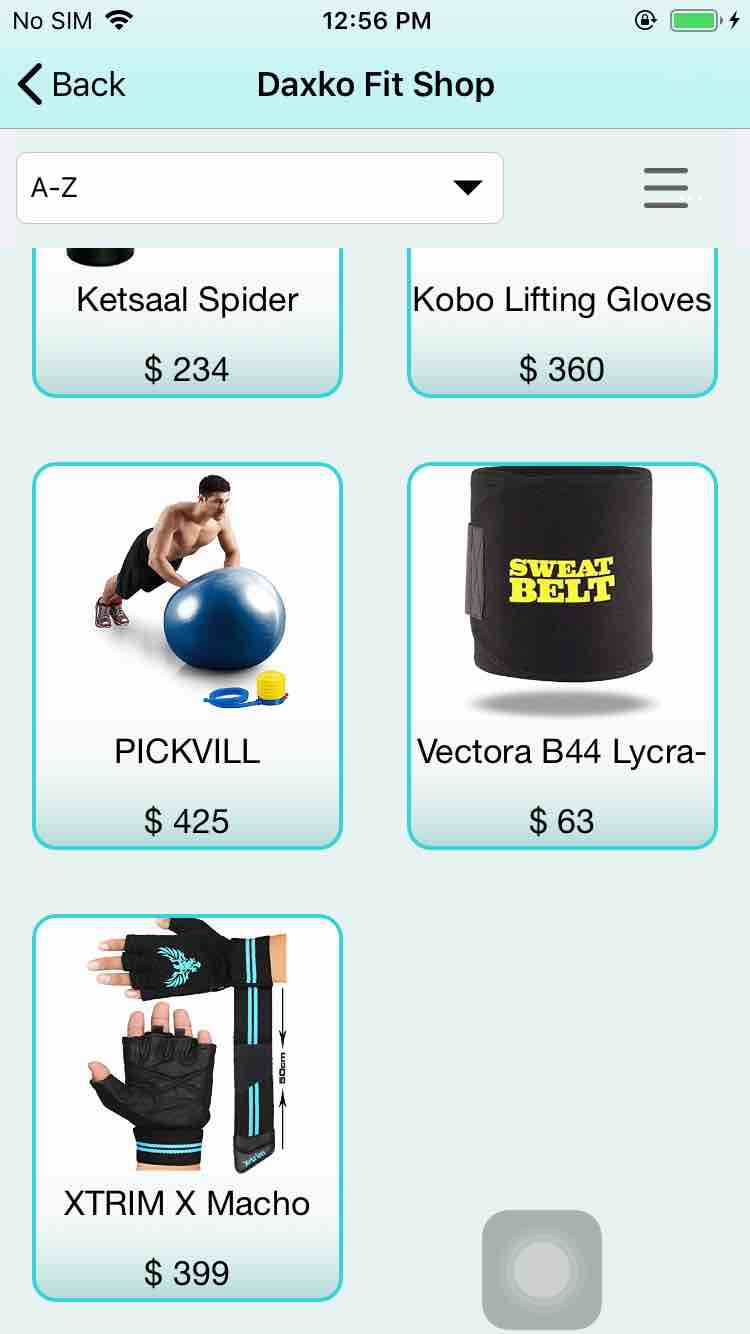 No SIM 12:56 PM
Back Daxko Fit Shop
A-Z
Ketsaal Spider Kobo Lifting Gloves
$ 234 $ 360
SWEAT
BELT
PICKVILL Vectora B44 Lycra-
$ 425 $ 63
50cm
XTRIM X Macho
$ 399